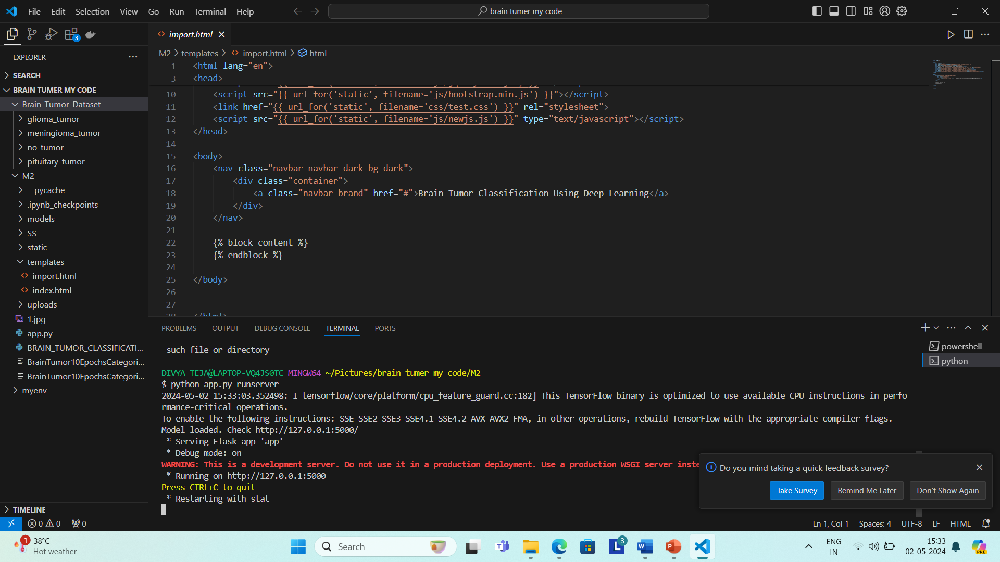 File Edit Selection View Go Run Terminal Help
brain tumer my code
3
import.html
EXPLORER
SEARCH
BRAIN TUMER MY CODE
Brain_Tumor_Dataset
glioma_tumor
meningioma_tumor
no_tumor
pituitary_tumor
M2
__pycache__
.ipynb_checkpoints
models
SS
static
templates
import.html
index.html
uploads
1.jpg
app.py
BRAIN_TUMOR_CLASSIFICATI...
BrainTumor10EpochsCategori...
BrainTumor10EpochsCategori...
myenv
TIMELINE
M2 > templates > import.html > html
1 <html lang="en">
3 <head>
10 <script src="{{ url_for('static', filename='js/bootstrap.min.js') }}"></script>
11 <link href="{{ url_for('static', filename='css/test.css') }}" rel="stylesheet">
12 <script src="{{ url_for('static', filename='js/newjs.js') }}" type="text/javascript"></script>
13 </head>
14
15 <body>
16 <nav class="navbar navbar-dark bg-dark">
17 <div class="container">
18 <a class="navbar-brand" href="#">Brain Tumor Classification Using Deep Learning</a>
19 </div>
20 </nav>
21
22 {% block content %}
23 {% endblock %}
24
25 </body>
26
27
28 </html>
PROBLEMS OUTPUT DEBUG CONSOLE TERMINAL PORTS
such file or directory
DIVYA TEJA@LAPTOP-VQ4JS0TC MINGW64 ~/Pictures/brain tumer my code/M2
$ python app.py runserver
2024-05-02 15:33:03.352498: I tensorflow/core/platform/cpu_feature_guard.cc:182] This TensorFlow binary is optimized to use available CPU instructions in perfo
rmance-critical operations.
To enable the following instructions: SSE SSE2 SSE3 SSE4.1 SSE4.2 AVX AVX2 FMA, in other operations, rebuild TensorFlow with the appropriate compiler flags.
Model loaded. Check http://127.0.0.1:5000/
* Serving Flask app 'app'
* Debug mode: on
WARNING: This is a development server. Do not use it in a production deployment. Use a production WSGI server inste
* Running on http://127.0.0.1:5000
Press CTRL+C to quit
* Restarting with stat
powershell
python
Do you mind taking a quick feedback survey?
Take Survey Remind Me Later Don't Show Again
0 0 0
Ln 1, Col 1 Spaces: 4 UTF-8 LF HTML
1
38°C
Hot weather
Search
3
ENG
IN
15:33
02-05-2024
PRE